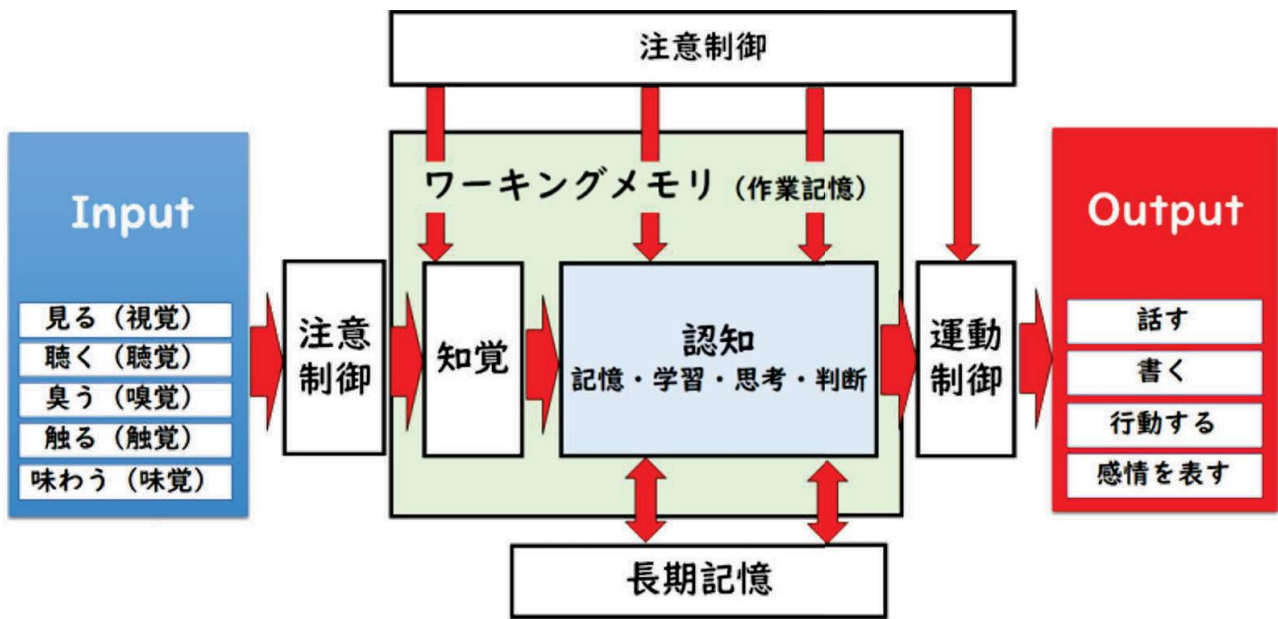 注意制御
ワーキングメモリ（作業記憶）
Input
見る（視覚）
聴く（聴覚）
臭う（嗅覚）
触る（触覚）
味わう（味覚）
注意
制御
知覚
認知
記憶・学習・思考・判断
運動
制御
Output
話す
書く
行動する
感情を表す
長期記憶